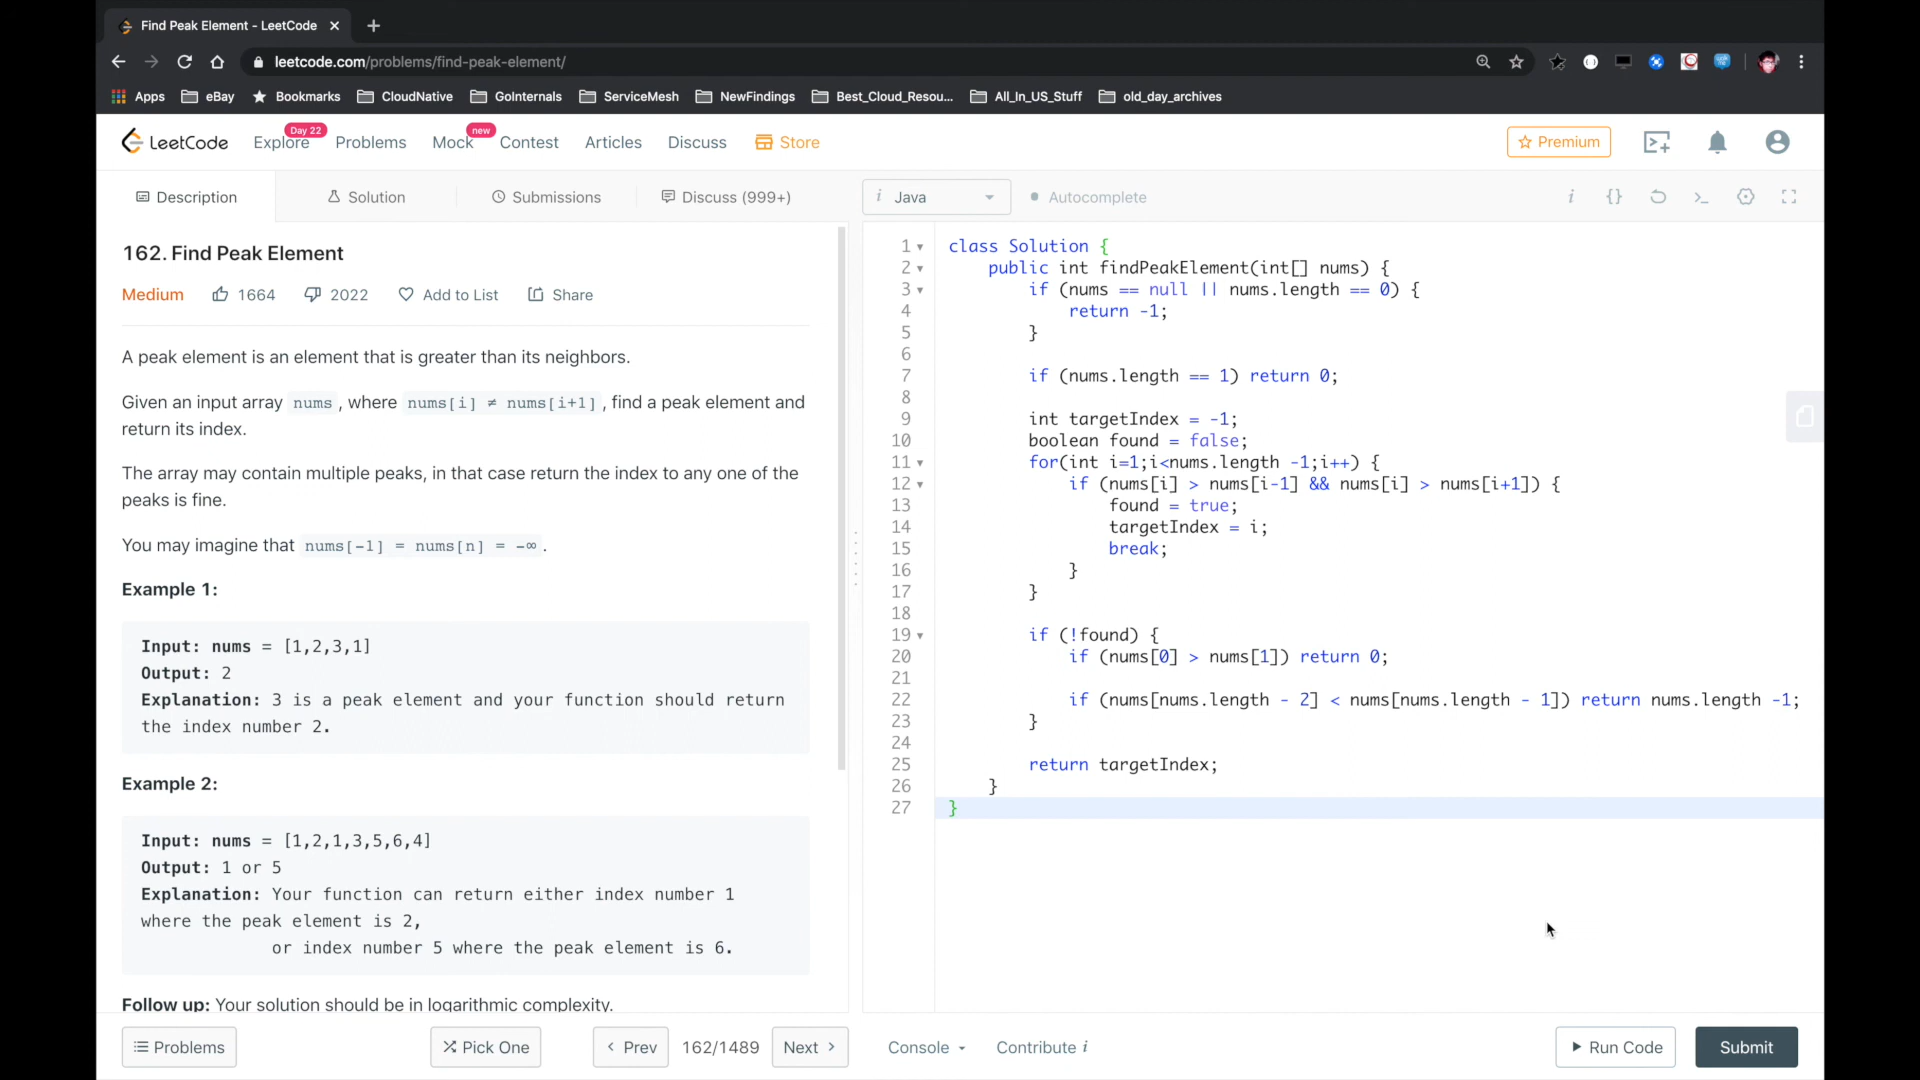 Find Peak Element - LeetCode
leetcode.com/problems/find-peak-element/
Apps eBay Bookmarks CloudNative GoInternals ServiceMesh NewFindings Best_Cloud_Resou... All_In_US_Stuff old_day_archives
LeetCode Explore Day 22 Problems Mock new Contest Articles Discuss Store Premium
Description Solution Submissions Discuss (999+)
i Java Autocomplete
162. Find Peak Element
Medium 1664 2022 Add to List Share
A peak element is an element that is greater than its neighbors.
Given an input array nums , where nums[i] ≠ nums[i+1] , find a peak element and
return its index.
The array may contain multiple peaks, in that case return the index to any one of the
peaks is fine.
You may imagine that nums[-1] = nums[n] = -∞ .
Example 1:
Input: nums = [1,2,3,1]
Output: 2
Explanation: 3 is a peak element and your function should return
the index number 2.
Example 2:
Input: nums = [1,2,1,3,5,6,4]
Output: 1 or 5
Explanation: Your function can return either index number 1
where the peak element is 2,
or index number 5 where the peak element is 6.
Follow up: Your solution should be in logarithmic complexity.
1 class Solution {
2 public int findPeakElement(int[] nums) {
3 if (nums == null || nums.length == 0) {
4 return -1;
5 }
6
7 if (nums.length == 1) return 0;
8
9 int targetIndex = -1;
10 boolean found = false;
11 for(int i=1;i<nums.length -1;i++) {
12 if (nums[i] > nums[i-1] && nums[i] > nums[i+1]) {
13 found = true;
14 targetIndex = i;
15 break;
16 }
17 }
18
19 if (!found) {
20 if (nums[0] > nums[1]) return 0;
21
22 if (nums[nums.length - 2] < nums[nums.length - 1]) return nums.length -1;
23 }
24
25 return targetIndex;
26 }
27 }
Problems Pick One Prev 162/1489 Next Console Contribute i Run Code Submit